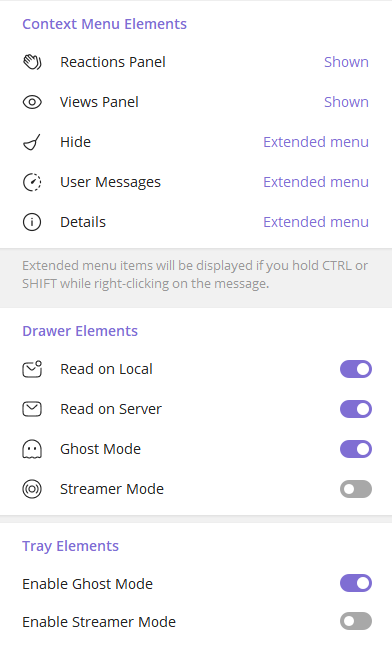 Context Menu Elements
Reactions Panel Shown
Views Panel Shown
Hide Extended menu
User Messages Extended menu
Details Extended menu
Extended menu items will be displayed if you hold CTRL or
SHIFT while right-clicking on the message.
Drawer Elements
Read on Local
Read on Server
Ghost Mode
Streamer Mode
Tray Elements
Enable Ghost Mode
Enable Streamer Mode